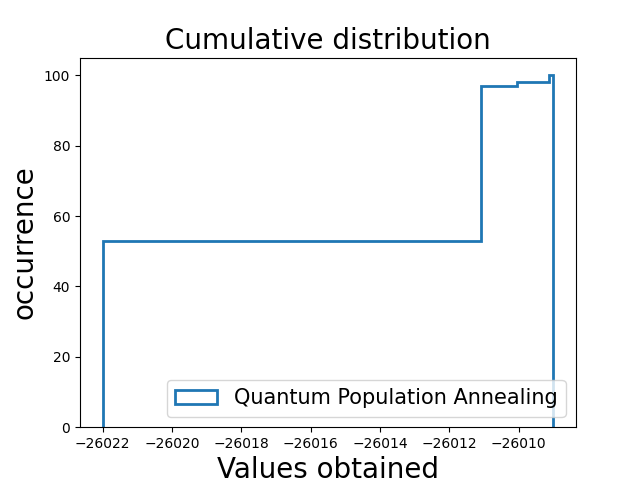 Cumulative distribution
occurrence
100
80
60
40
20
0
Quantum Population Annealing
−26022 −26020 −26018 −26016 −26014 −26012 −26010
Values obtained